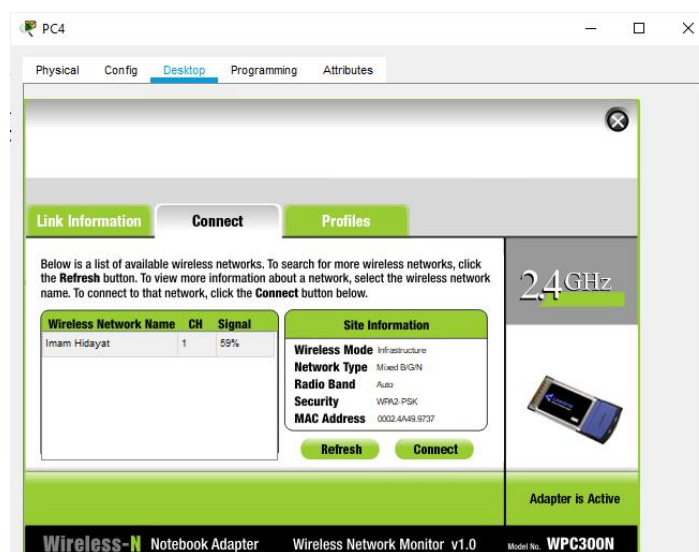 PC4
Physical Config Desktop Programming Attributes
Link Information Connect Profiles
Below is a list of available wireless networks. To search for more wireless networks, click
the Refresh button. To view more information about a network, select the wireless network
name. To connect to that network, click the Connect button below.
2.4GHz
Wireless Network Name CH Signal
Imam Hidayat 1 59%
Site Information
Wireless Mode Infrastructure
Network Type Mixed B/G/N
Radio Band Auto
Security WPA2-PSK
MAC Address 0002.4A49.9737
Refresh Connect
Adapter is Active
Wireless-N Notebook Adapter Wireless Network Monitor v1.0 Model No. WPC300N